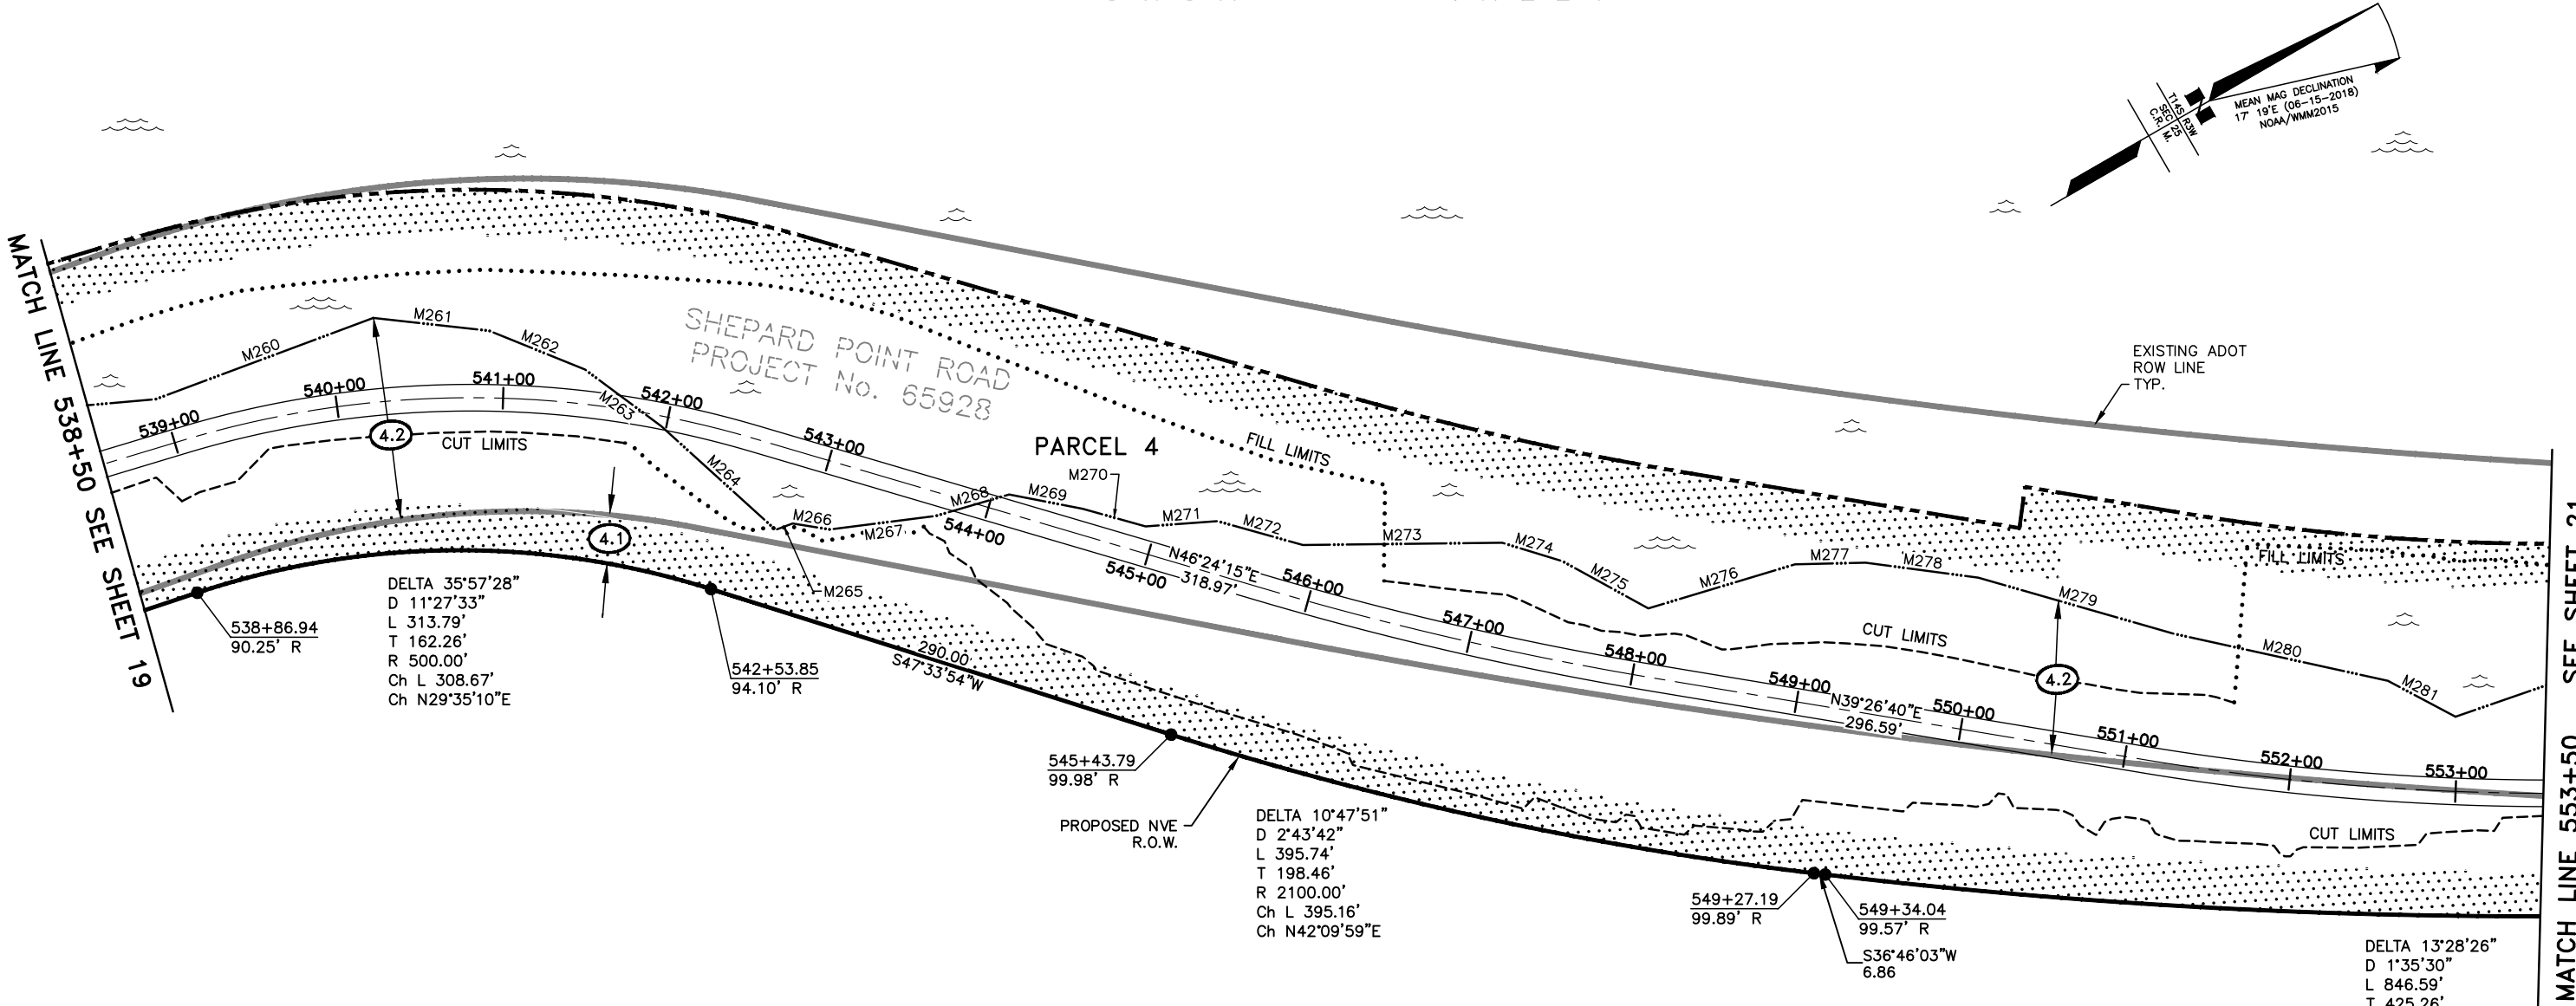 T14S R3W
SEC 25
C.R. M.
MEAN MAG DECLINATION
17° 19'E (06-15-2018)
NOAA/WMM2015
MATCH LINE 538+50 SEE SHEET 19
M260
M261
M262
M263
M264
M265
M266
M267
M268
M269
M270
M271
M272
M273
M274
M275
M276
M277
M278
M279
M280
M281
SHEPARD POINT ROAD
PROJECT No. 65928
PARCEL 4
EXISTING ADOT
ROW LINE
TYP.
539+00
540+00
541+00
542+00
543+00
544+00
545+00
546+00
547+00
548+00
549+00
550+00
551+00
552+00
553+00
4.2
4.1
4.2
CUT LIMITS
FILL LIMITS
CUT LIMITS
FILL LIMITS
CUT LIMITS
N46°24'15"E
318.97'
N39°26'40"E
296.59'
538+86.94
90.25' R
DELTA 35°57'28"
D 11°27'33"
L 313.79'
T 162.26'
R 500.00'
Ch L 308.67'
Ch N29°35'10"E
542+53.85
94.10' R
290.00
S47°33'54"W
545+43.79
99.98' R
PROPOSED NVE
R.O.W.
DELTA 10°47'51"
D 2°43'42"
L 395.74'
T 198.46'
R 2100.00'
Ch L 395.16'
Ch N42°09'59"E
549+27.19
99.89' R
549+34.04
99.57' R
S36°46'03"W
6.86
DELTA 13°28'26"
D 1°35'30"
L 846.59'
T 425.26'
MATCH LINE 553+50 SEE SHEET 21